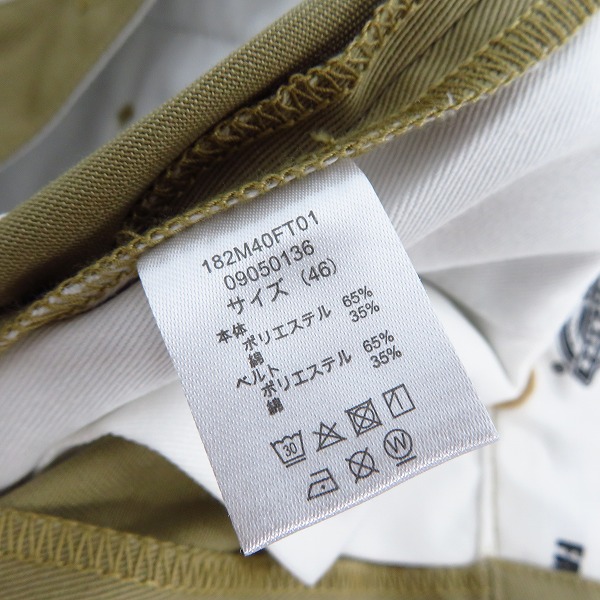 182M40FT01
09050136
サイズ (46)
本体
ポリエステル 65%
綿 35%
ベルト
ポリエステル 65%
綿 35%
30
W